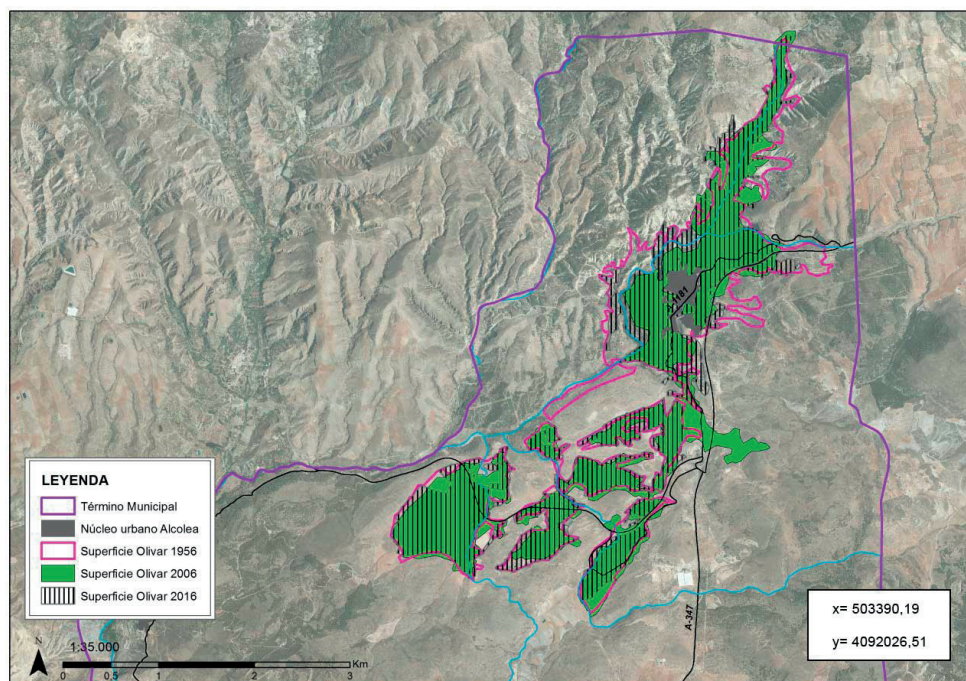 LEYENDA
Término Municipal
Núcleo urbano Alcolea
Superficie Olivar 1956
Superficie Olivar 2006
Superficie Olivar 2016
N
1:35.000
Km
0 0,5 1 2 3
A-347
x= 503390,19
y= 4092026,51